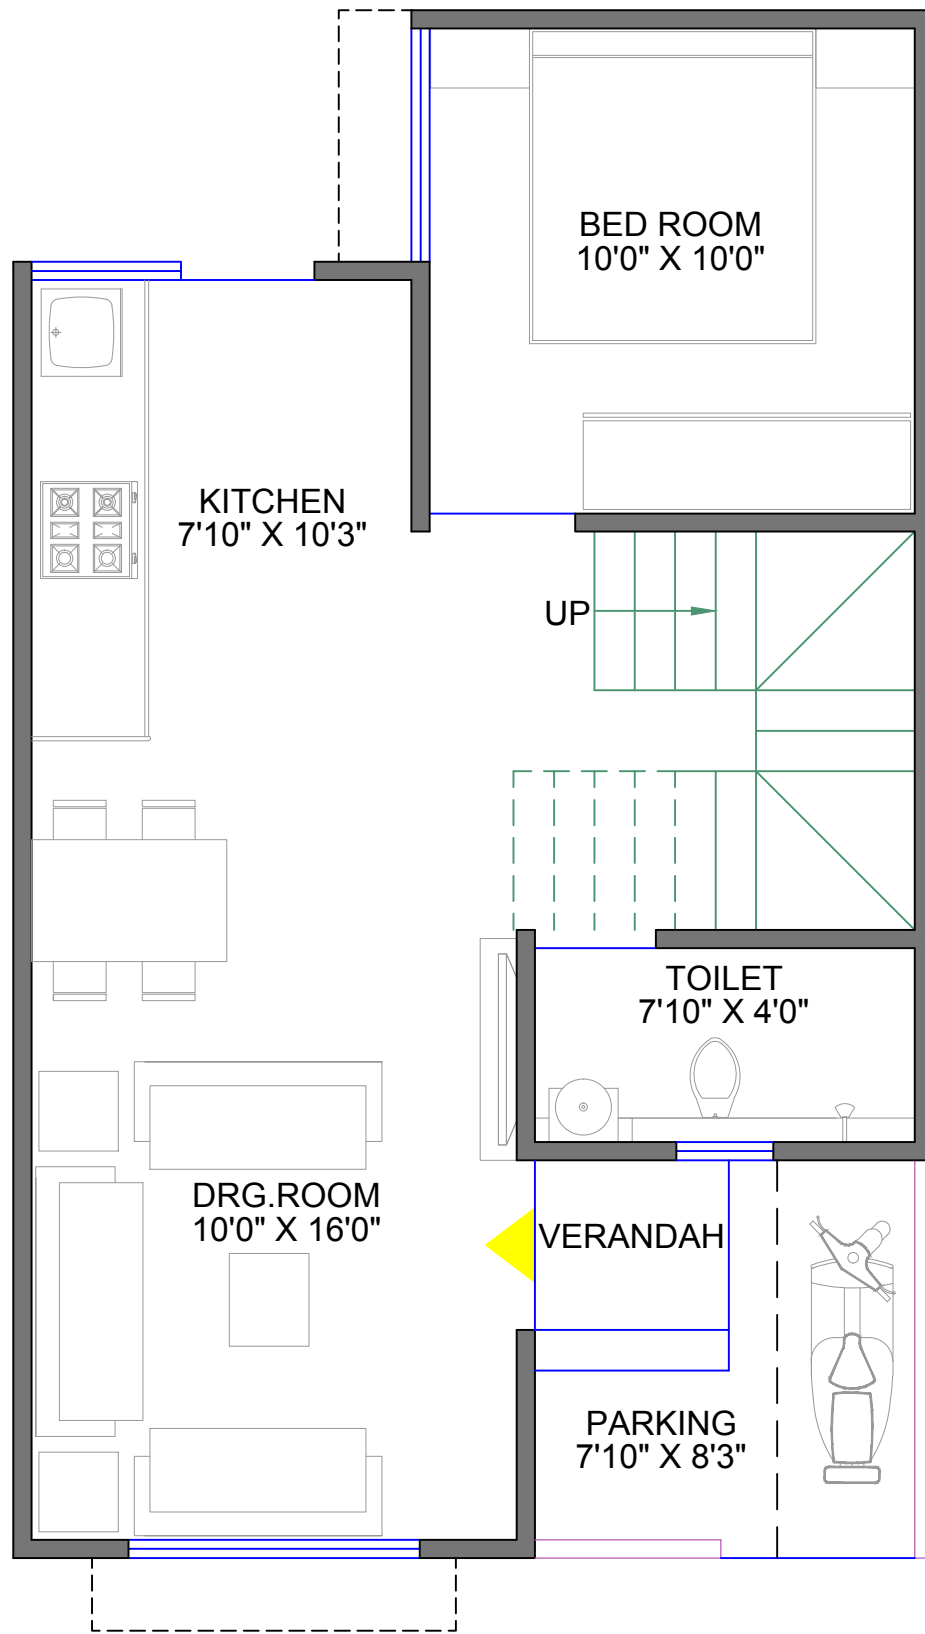 BED ROOM
10'0" X 10'0"
KITCHEN
7'10" X 10'3"
UP
TOILET
7'10" X 4'0"
DRG.ROOM
10'0" X 16'0"
VERANDAH
PARKING
7'10" X 8'3"